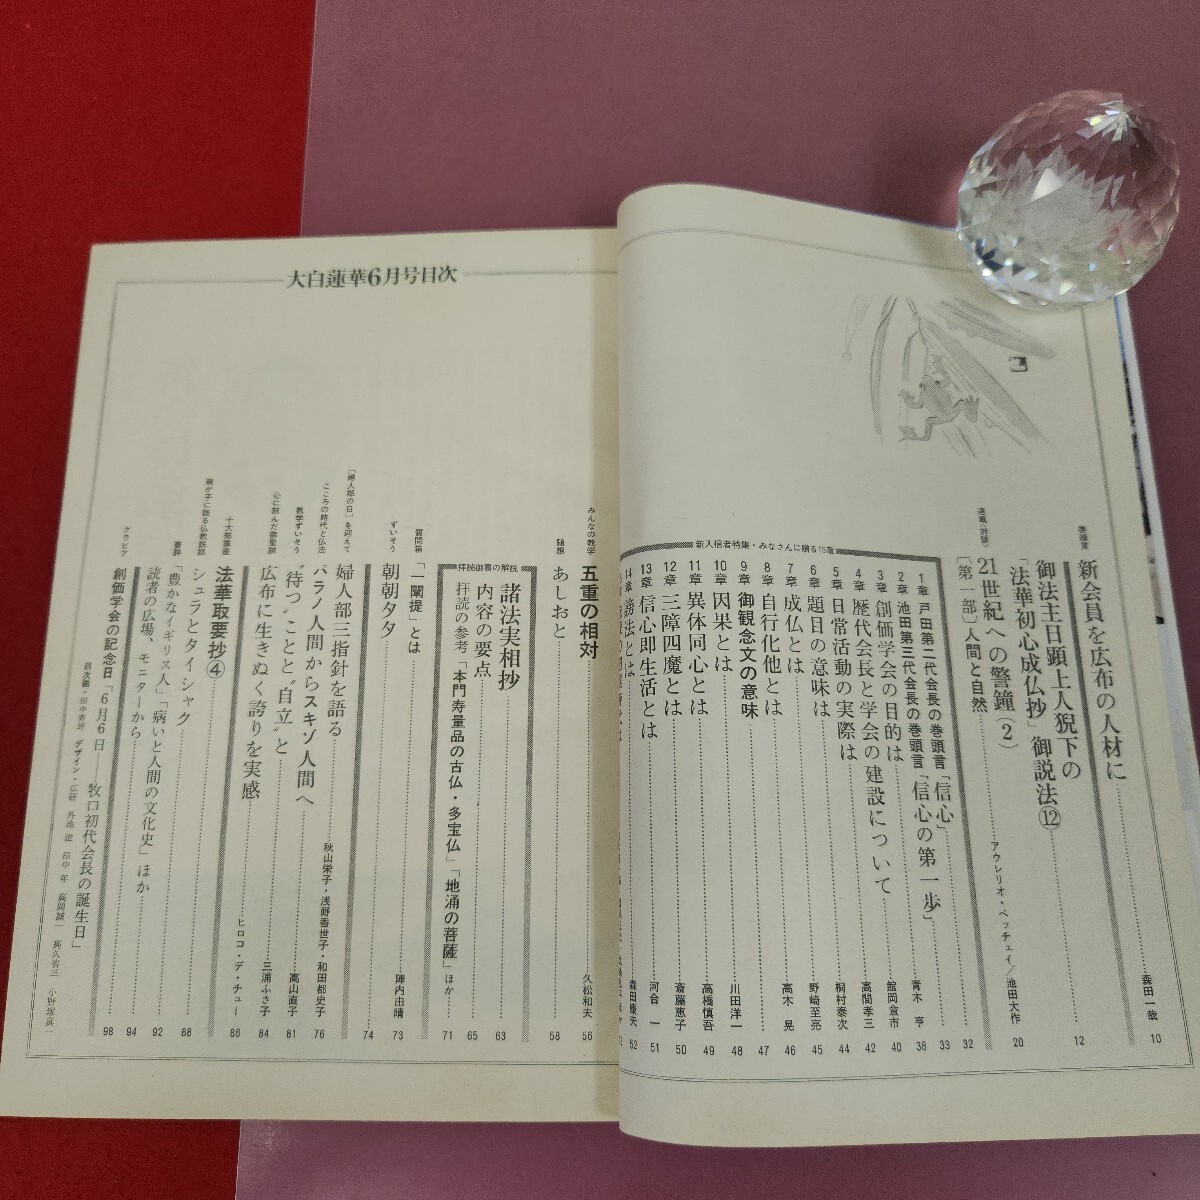 大白蓮華6月号目次
巻頭言
新会員を広布の人材に 森田一哉 10
御法主日顕上人猊下の
「法華初心成仏抄」御説法⑫ 12
連載〈対談〉
21世紀への警鐘（2） アウレリオ・ペッチェイ／池田大作 20
〔第一部〕人間と自然
新入信者特集・みなさんに贈る15章
1章 戸田第二代会長の巻頭言「信心」 32
2章 池田第三代会長の巻頭言「信心の第一歩」 33
3章 創価学会の目的は 青木 亨 38
4章 歴代会長と学会の建設について 館岡倉市 40
5章 日常活動の実際は 高間孝三 42
6章 題目の意味は 桐村泰次 44
7章 成仏とは 野崎至亮 45
8章 自行化他とは 高木 晃 46
9章 御観念文の意味 47
10章 因果とは 川田洋一 48
11章 異体同心とは 高橋慎吾 49
12章 三障四魔とは 斎藤恵子 50
13章 信心即生活とは 河合 一 51
14章 謗法とは 森田康夫 52
みんなの教学
五重の相対 久松和夫 56
随想
あしおと 58
拝読御書の解説
諸法実相抄 63
内容の要点 65
拝読の参考「本門寿量品の古仏・多宝仏」「地涌の菩薩」ほか 71
質問箱
「一闡提」とは 陣内由晴 73
ずいそう
朝朝夕夕 74
〔婦人部の日〕を迎えて
婦人部三指針を語る 秋山栄子・浅野香世子・和田都史子 76
こころの時代と仏法
パラノ人間からスキゾ人間へ
教学ずいそう
“待つ”ことと“自立”と 高山直子 81
心に刻んだ御聖訓
広布に生きぬく誇りを実感 三浦ふさ子 84
ヒロコ・デ・チュー 86
十大部講座
法華取要抄④
我が子に語る仏教説話
シュラとタイシャク 88
書評
「豊かなイギリス人」「病いと人間の文化史」ほか 92
読者の広場、モニターから 94
グラビア
創価学会の記念日「6月6日――牧口初代会長の誕生日」 98